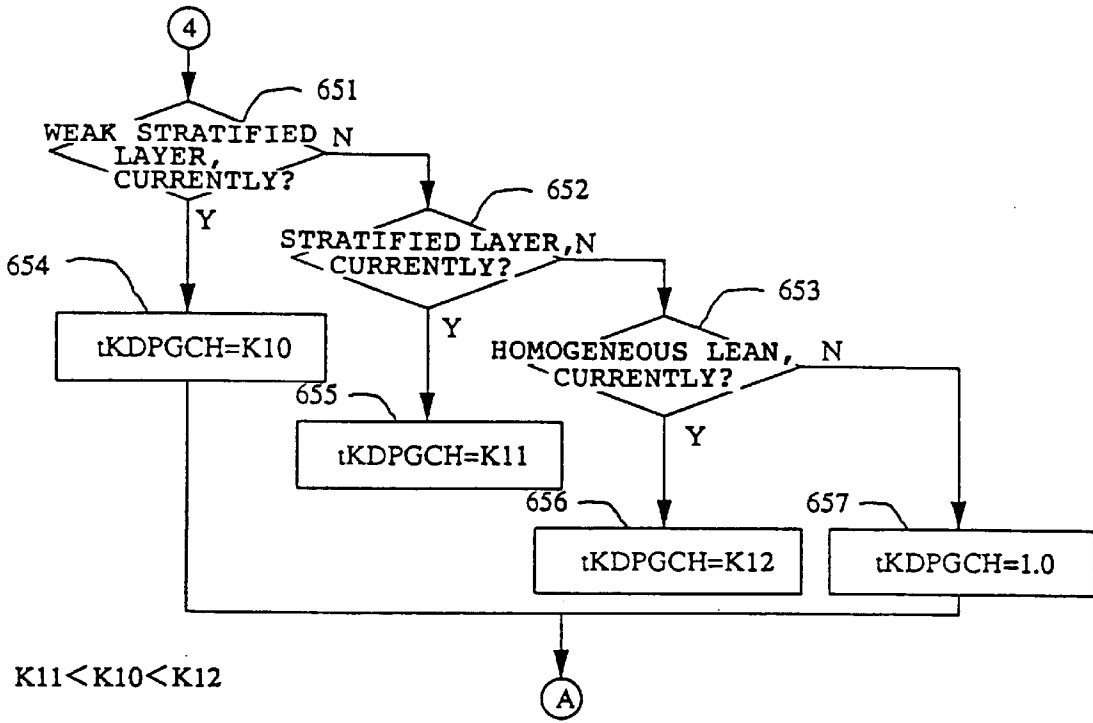 4
651
WEAK STRATIFIED N
LAYER,
CURRENTLY?
Y
652
STRATIFIED LAYER, N
CURRENTLY?
Y
653
HOMOGENEOUS LEAN, N
CURRENTLY?
Y
654
tKDPGCH=K10
655
tKDPGCH=K11
656
tKDPGCH=K12
657
tKDPGCH=1.0
K11<K10<K12
A